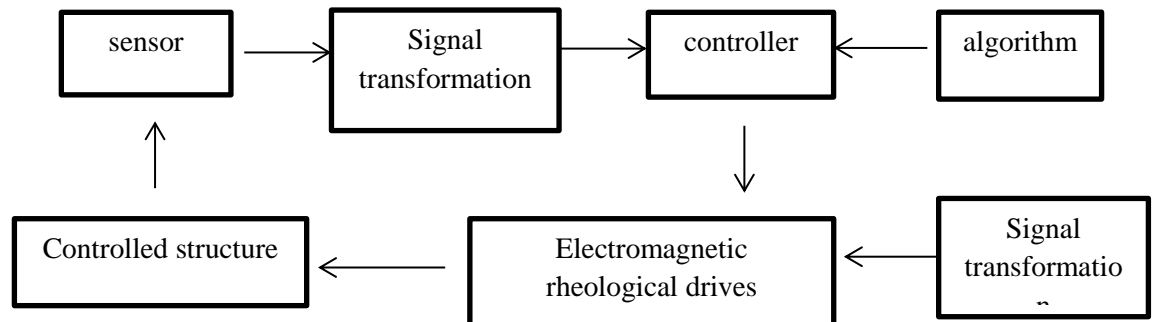 sensor
Signal
transformation
controller
algorithm
Controlled structure
Electromagnetic
rheological drives
Signal
transformatio
n